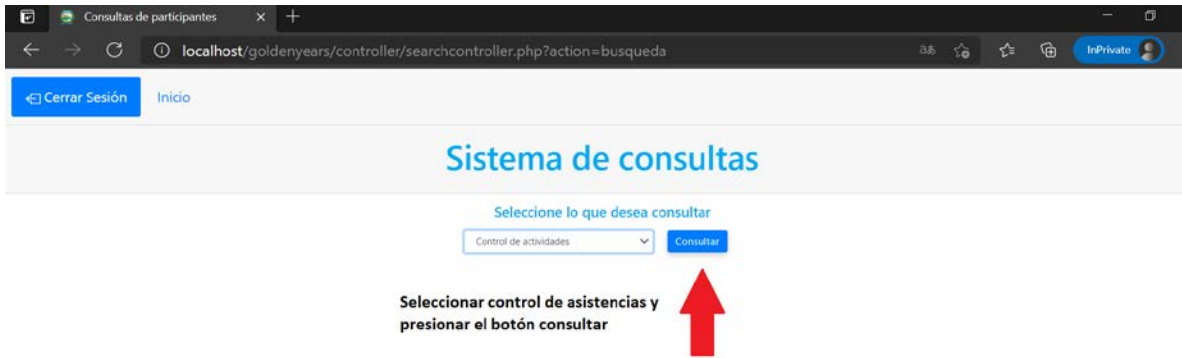 Consultas de participantes
localhost/goldenyears/controller/searchcontroller.php?action=busqueda
InPrivate
Cerrar Sesión Inicio
Sistema de consultas
Seleccione lo que desea consultar
Control de actividades Consultar
Seleccionar control de asistencias y
presionar el botón consultar